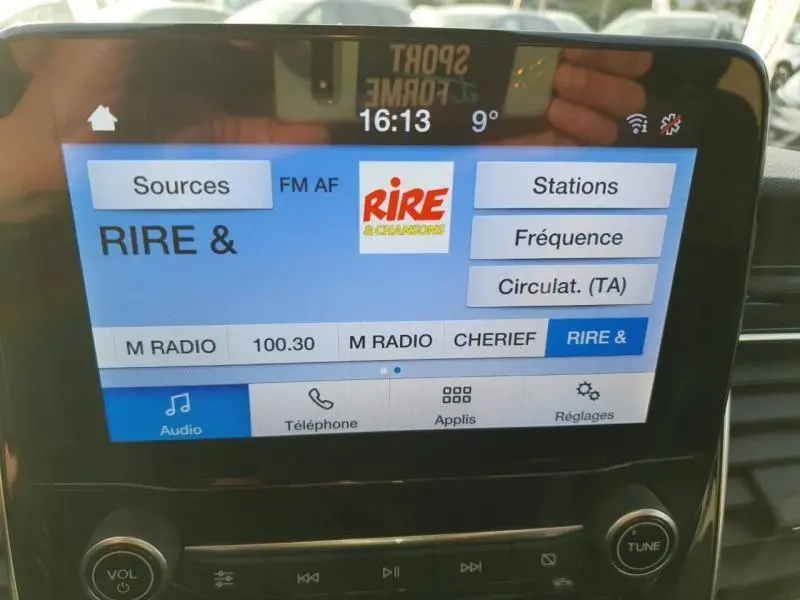 SPORT
et FORME
16:13 9°
Sources FM AF
RIRE
& CHANSONS
Stations
RIRE &
Fréquence
Circulat. (TA)
M RADIO 100.30 M RADIO CHERIEF RIRE &
Audio Téléphone Applis Réglages
VOL
TUNE